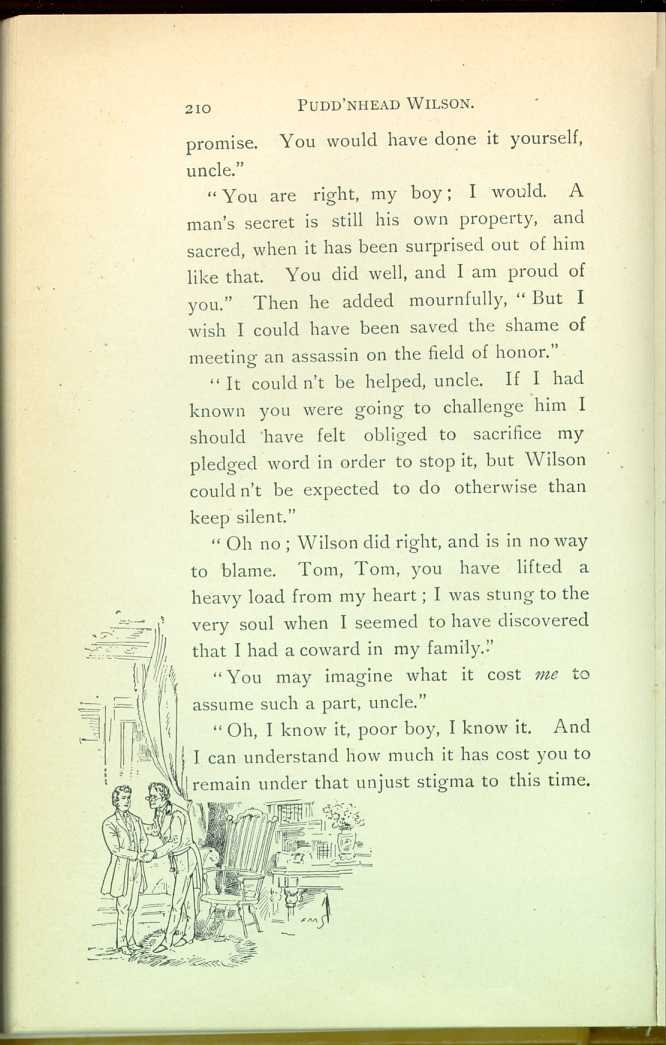 210 PUDD'NHEAD WILSON.
promise. You would have done it yourself,
uncle."
"You are right, my boy; I would. A
man's secret is still his own property, and
sacred, when it has been surprised out of him
like that. You did well, and I am proud of
you." Then he added mournfully, "But I
wish I could have been saved the shame of
meeting an assassin on the field of honor."
"It could n't be helped, uncle. If I had
known you were going to challenge him I
should have felt obliged to sacrifice my
pledged word in order to stop it, but Wilson
could n't be expected to do otherwise than
keep silent."
"Oh no; Wilson did right, and is in no way
to blame. Tom, Tom, you have lifted a
heavy load from my heart; I was stung to the
very soul when I seemed to have discovered
that I had a coward in my family."
"You may imagine what it cost me to
assume such a part, uncle."
"Oh, I know it, poor boy, I know it. And
I can understand how much it has cost you to
remain under that unjust stigma to this time.